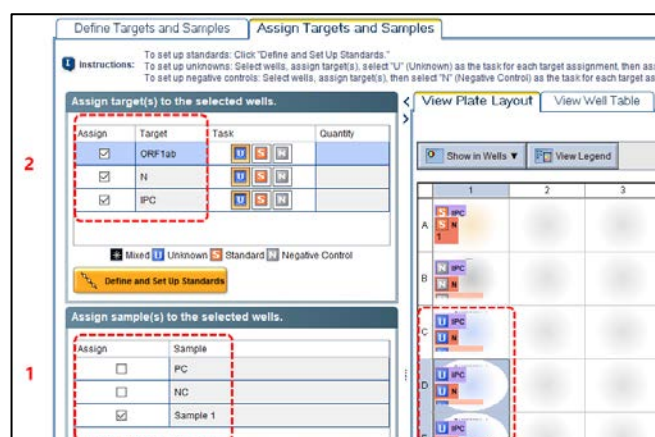 Define Targets and Samples
Assign Targets and Samples
Instructions:
To set up standards: Click "Define and Set Up Standards."
To set up unknowns: Select wells, assign target(s), select "U" (Unknown) as the task for each target assignment, then ass
To set up negative controls: Select wells, assign target(s), then select "N" (Negative Control) as the task for each target as
Assign target(s) to the selected wells.
Assign Target Task Quantity
ORF1ab U S N
N U S N
IPC U S N
Mixed U Unknown S Standard N Negative Control
Define and Set Up Standards
2
Assign sample(s) to the selected wells.
Assign Sample
PC
NC
Sample 1
1
View Plate Layout
View Well Table
Show in Wells ▼
View Legend
1 2 3
A
S IPC
S N
1
B
N IPC
N N
C
U IPC
U N
D
U IPC
U N
U IPC